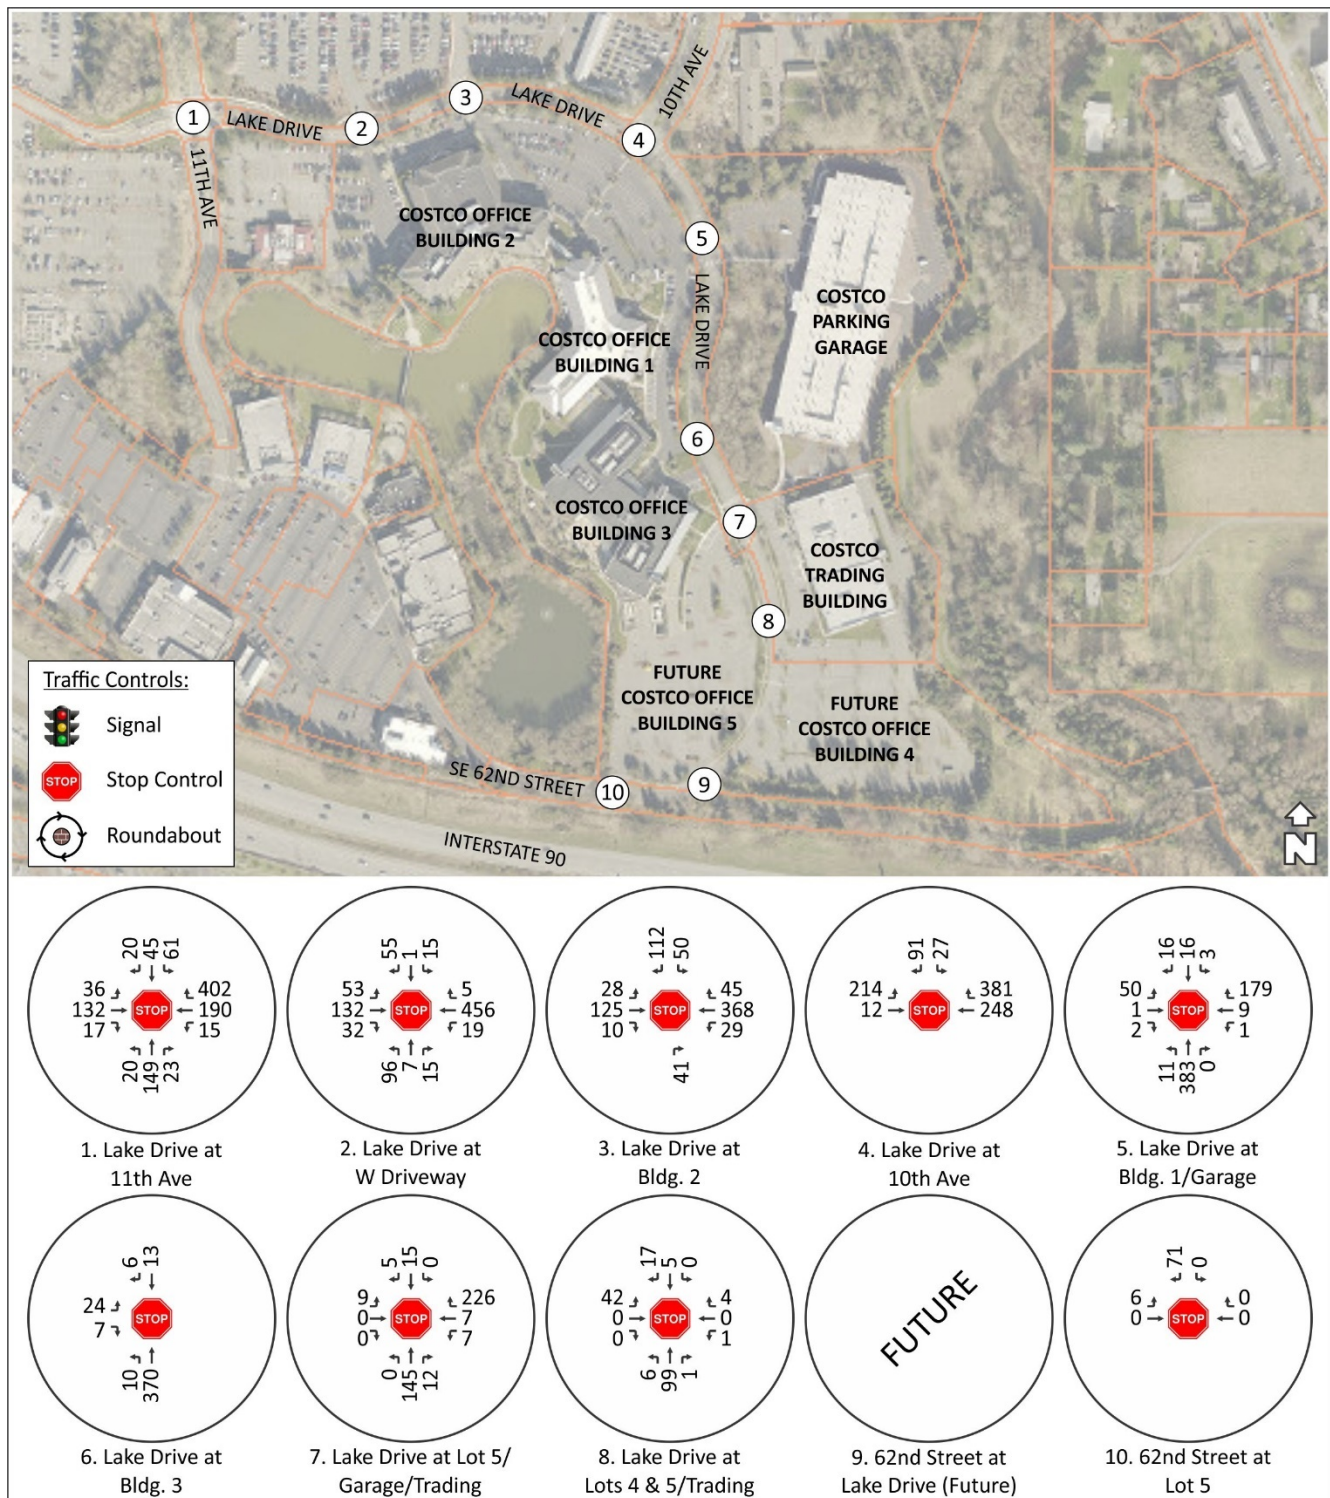 1
LAKE DRIVE
2
3
LAKE DRIVE
4
10TH AVE
11TH AVE
COSTCO OFFICE
BUILDING 2
5
LAKE DRIVE
COSTCO OFFICE
BUILDING 1
COSTCO
PARKING
GARAGE
6
COSTCO OFFICE
BUILDING 3
7
COSTCO
TRADING
BUILDING
8
FUTURE
COSTCO OFFICE
BUILDING 5
FUTURE
COSTCO OFFICE
BUILDING 4
Traffic Controls:
Signal
STOP
Stop Control
Roundabout
SE 62ND STREET
10
9
INTERSTATE 90
N
20 45 61
36 402
132 STOP 190
17 15
20 149 23
1. Lake Drive at
11th Ave
55 1 15
53 5
132 STOP 456
32 19
96 7 15
2. Lake Drive at
W Driveway
112 50
28 45
125 STOP 368
10 29
41
3. Lake Drive at
Bldg. 2
91 27
214 381
12 STOP 248
4. Lake Drive at
10th Ave
16 16 3
50 179
1 STOP 9
2 1
11 383 0
5. Lake Drive at
Bldg. 1/Garage
6 13
24 STOP
7
10 370
6. Lake Drive at
Bldg. 3
5 15 0
9 226
0 STOP 7
0 7
0 145 12
7. Lake Drive at Lot 5/
Garage/Trading
17 5 0
42 4
0 STOP 0
0 1
6 99 1
8. Lake Drive at
Lots 4 & 5/Trading
FUTURE
9. 62nd Street at
Lake Drive (Future)
71 0
6 0
0 STOP 0
10. 62nd Street at
Lot 5